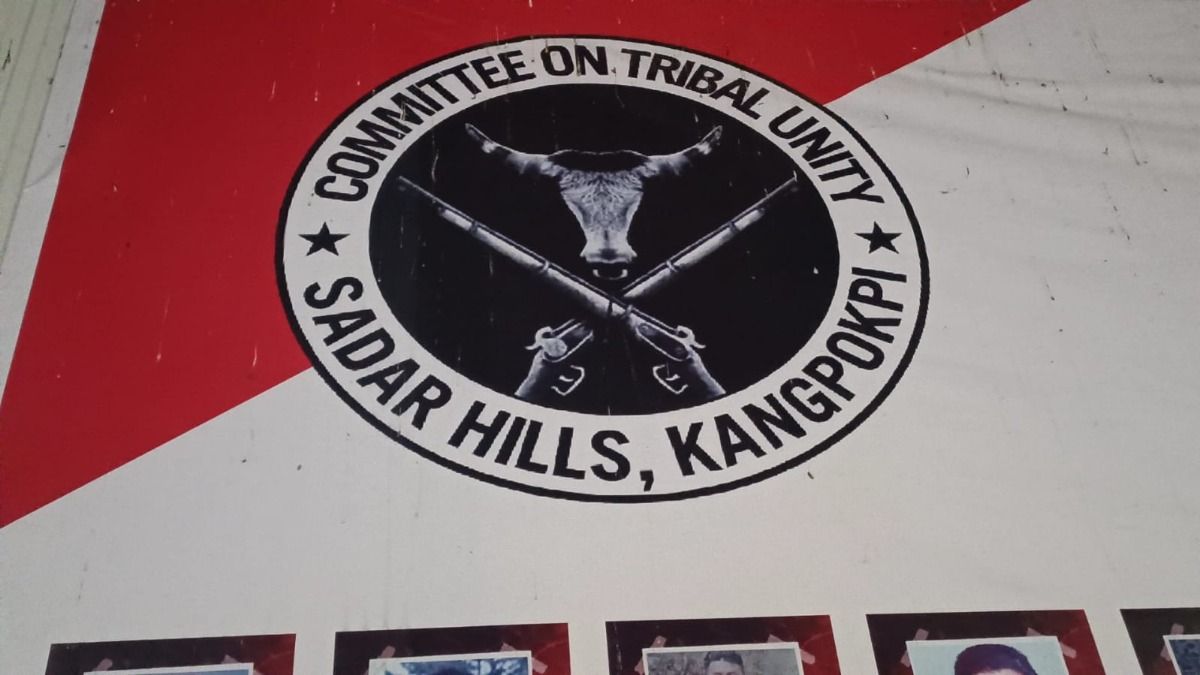 COMMITTEE ON TRIBAL UNITY
SADAR HILLS, KANGPOKPI